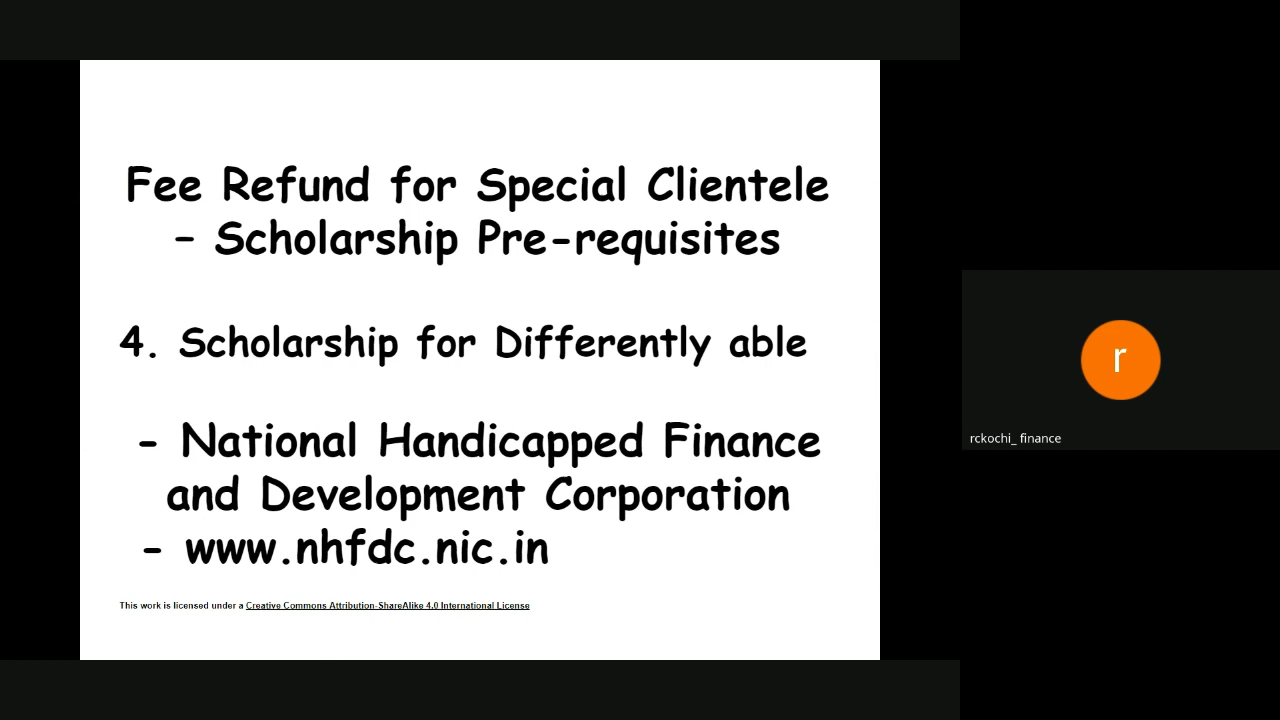 Fee Refund for Special Clientele
– Scholarship Pre-requisites
4. Scholarship for Differently able
- National Handicapped Finance
and Development Corporation
- www.nhfdc.nic.in
This work is licensed under a Creative Commons Attribution-ShareAlike 4.0 International License
r
rckochi_ finance